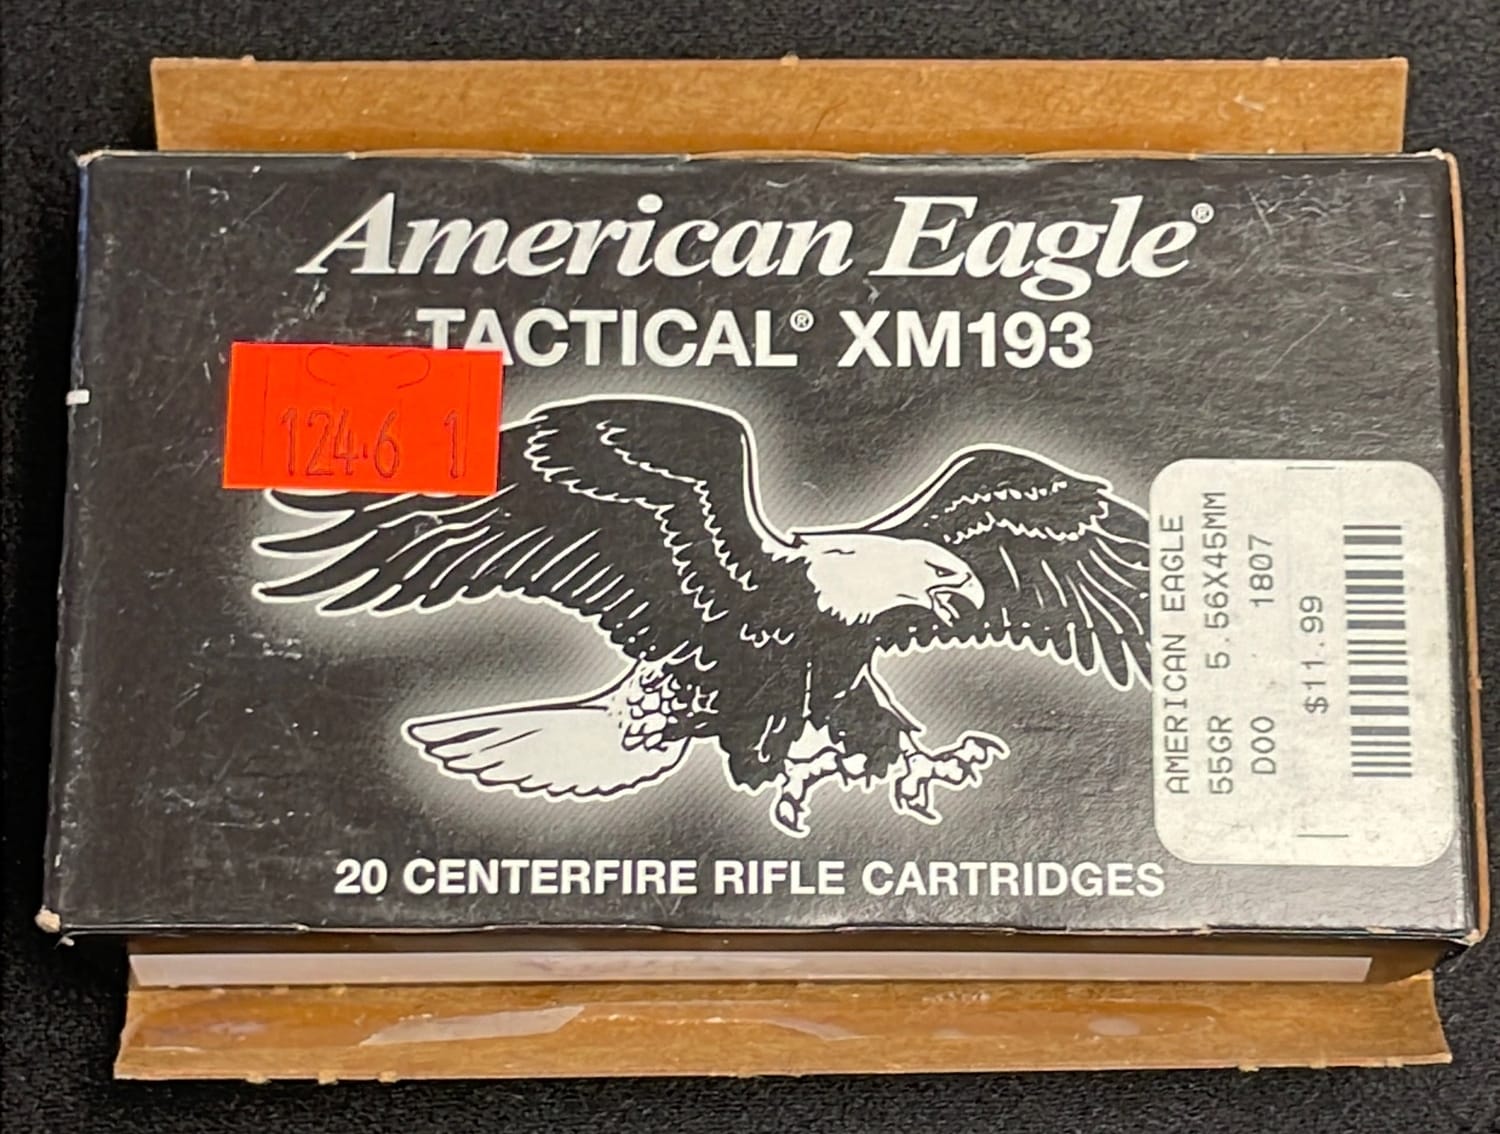 American Eagle®
TACTICAL® XM193
124.6 1
AMERICAN EAGLE
55GR 5.56X45MM
D00 1807
$11.99
20 CENTERFIRE RIFLE CARTRIDGES